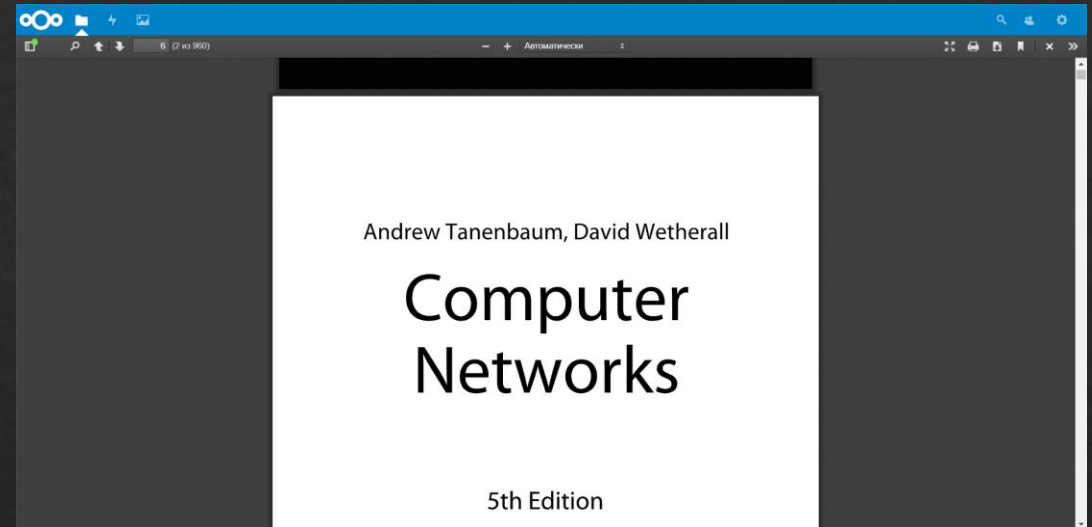 6 (2 из 960)
Автоматически
Andrew Tanenbaum, David Wetherall
Computer
Networks
5th Edition